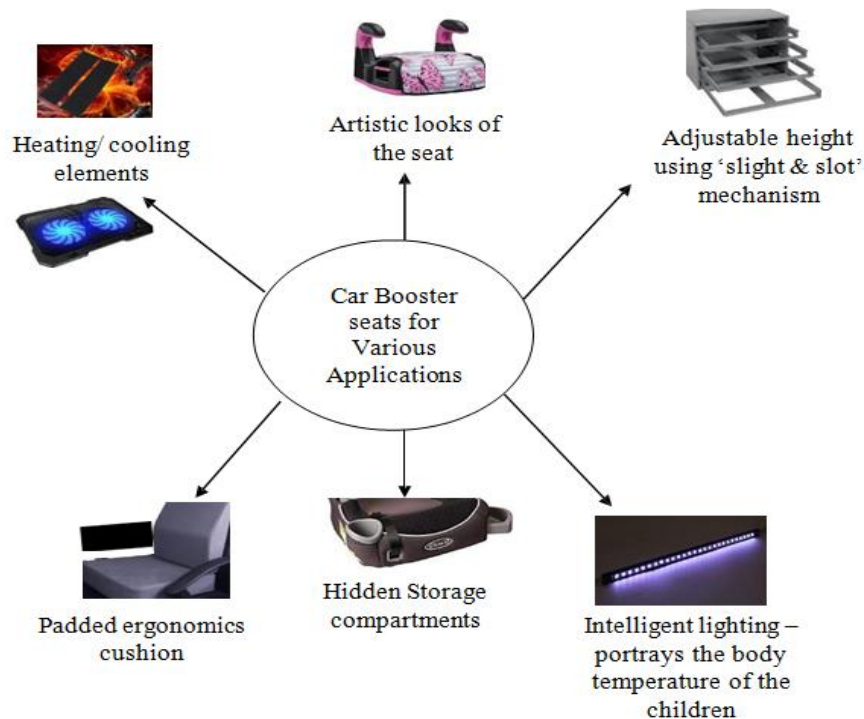 Heating/ cooling
elements
Artistic looks of
the seat
Adjustable height
using ‘slight & slot’
mechanism
Car Booster
seats for
Various
Applications
Padded ergonomics
cushion
Hidden Storage
compartments
Intelligent lighting –
portrays the body
temperature of the
children